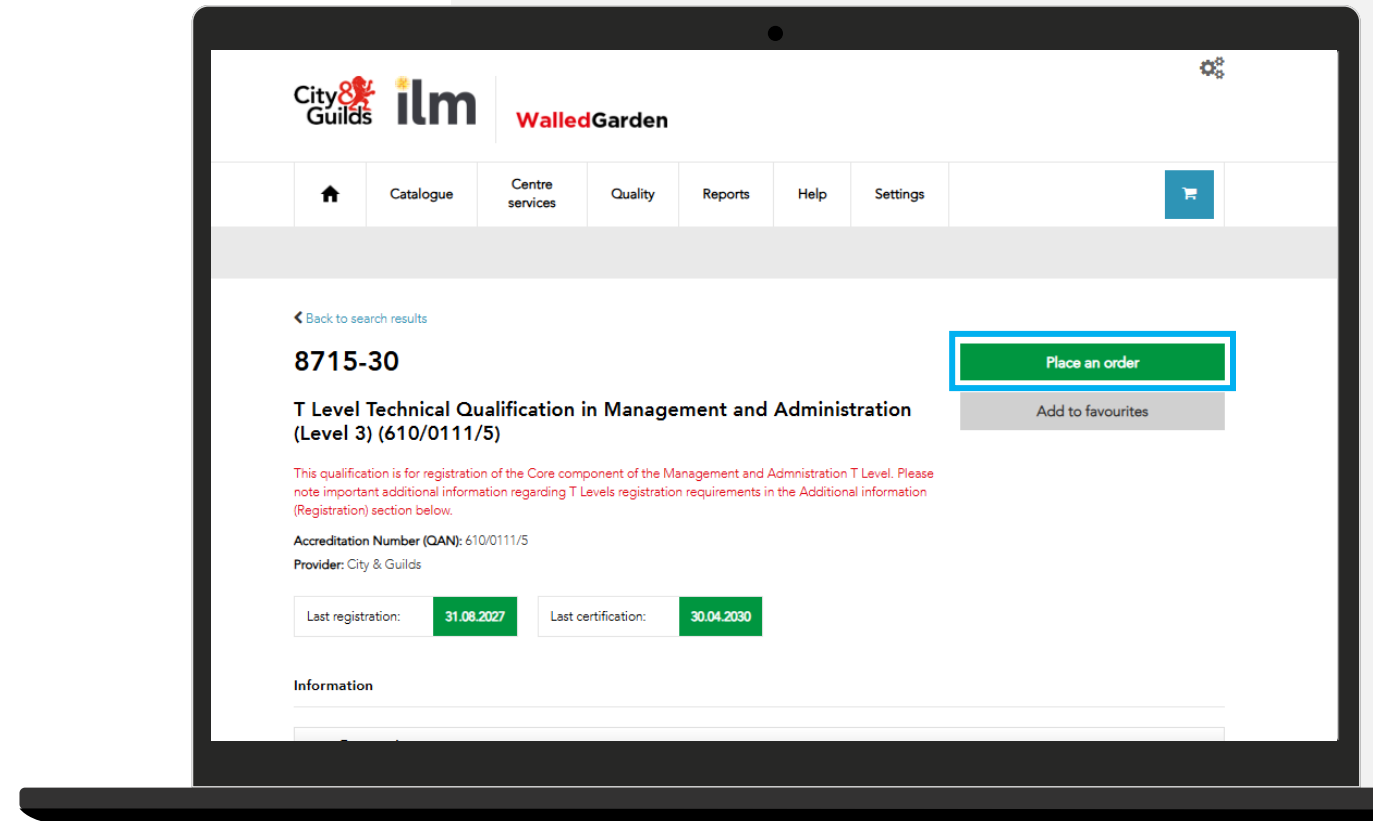 City&
Guilds
ilm
WalledGarden
Catalogue
Centre
services
Quality
Reports
Help
Settings
Back to search results
8715-30
Place an order
T Level Technical Qualification in Management and Administration
(Level 3) (610/0111/5)
Add to favourites
This qualification is for registration of the Core component of the Management and Admnistration T Level. Please
note important additional information regarding T Levels registration requirements in the Additional information
(Registration) section below.
Accreditation Number (QAN): 610/0111/5
Provider: City & Guilds
Last registration: 31.08.2027 Last certification: 30.04.2030
Information